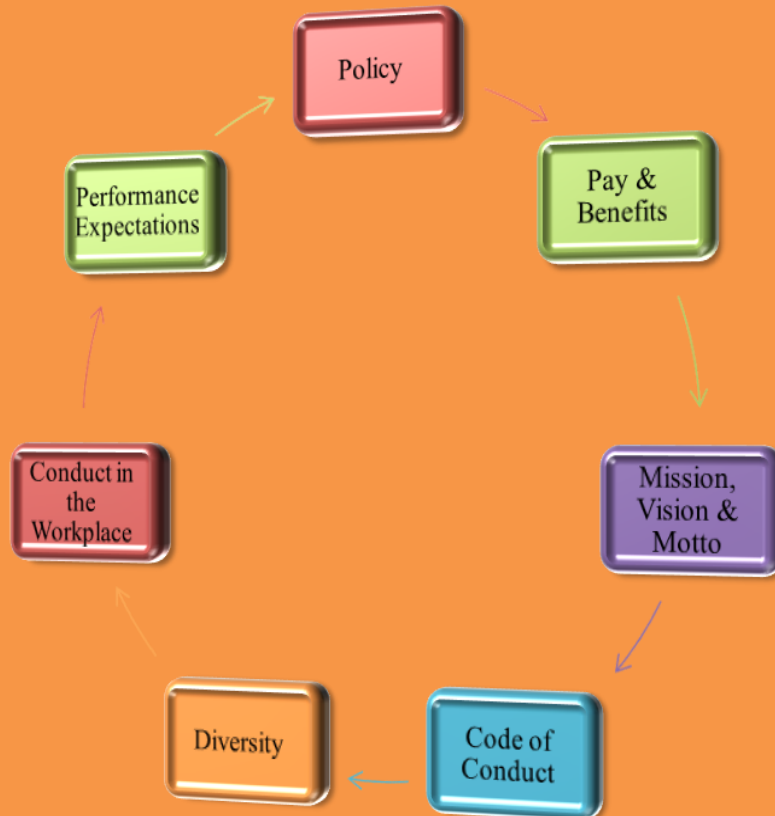 Policy
Pay &
Benefits
Mission,
Vision &
Motto
Code of
Conduct
Diversity
Conduct in
the
Workplace
Performance
Expectations